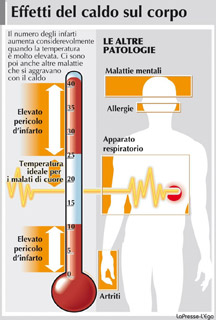 Effetti del caldo sul corpo
Il numero degli infarti
aumenta considerevolmente
quando la temperatura
è molto elevata. Ci sono
poi anche altre malattie
che si aggravano
con il caldo
LE ALTRE
PATOLOGIE
Malattie mentali
Allergie
Apparato
respiratorio
Artriti
40
35
30
25
20
15
10
5
0
Elevato
pericolo
d'infarto
Temperatura
ideale per
i malati di cuore
Elevato
pericolo
d'infarto
LaPresse-L'Ego